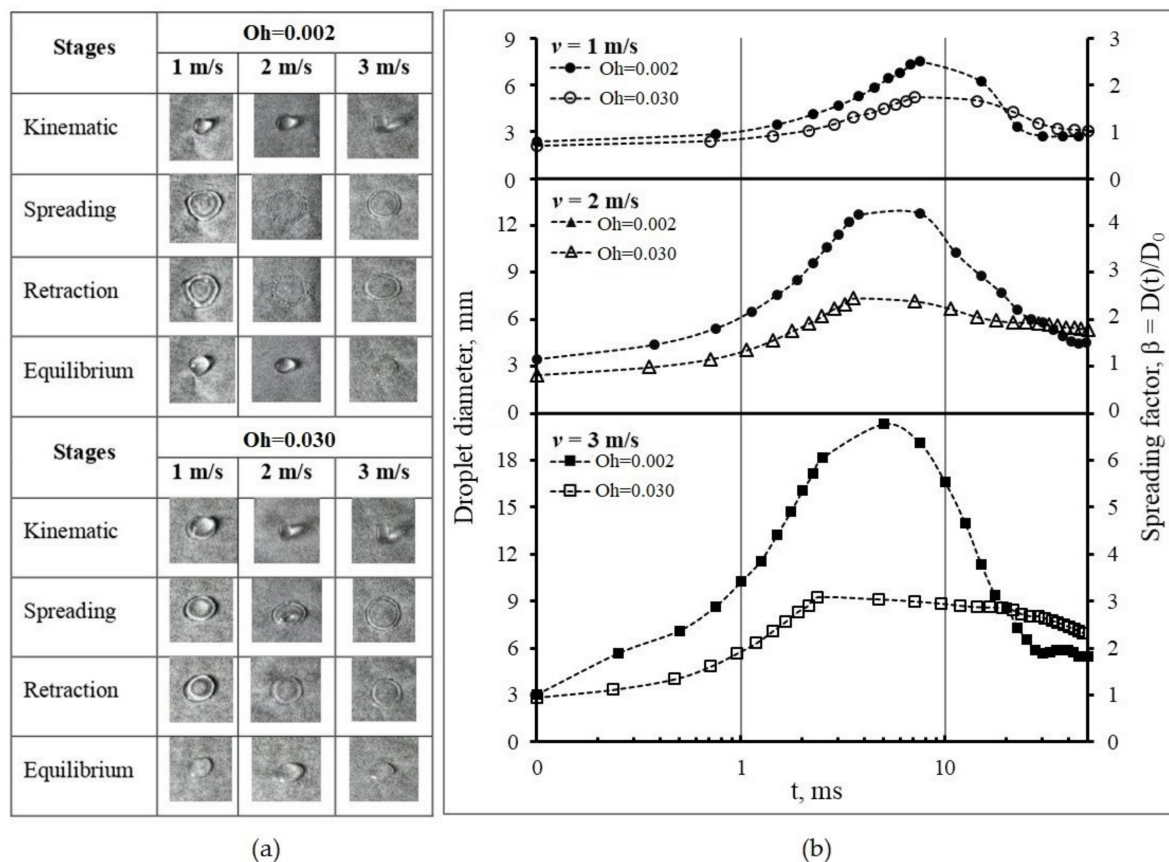 Stages Oh=0.002
1 m/s 2 m/s 3 m/s
Kinematic
Spreading
Retraction
Equilibrium
Stages Oh=0.030
1 m/s 2 m/s 3 m/s
Kinematic
Spreading
Retraction
Equilibrium
(a)
Droplet diameter, mm
9
6
3
0
v = 1 m/s
Oh=0.002
Oh=0.030
3
2
1
0
12
9
6
3
0
v = 2 m/s
Oh=0.002
Oh=0.030
4
3
2
1
0
18
15
12
9
6
3
0
v = 3 m/s
Oh=0.002
Oh=0.030
6
5
4
3
2
1
0
Spreading factor, β = D(t)/D0
0 1 10
t, ms
(b)